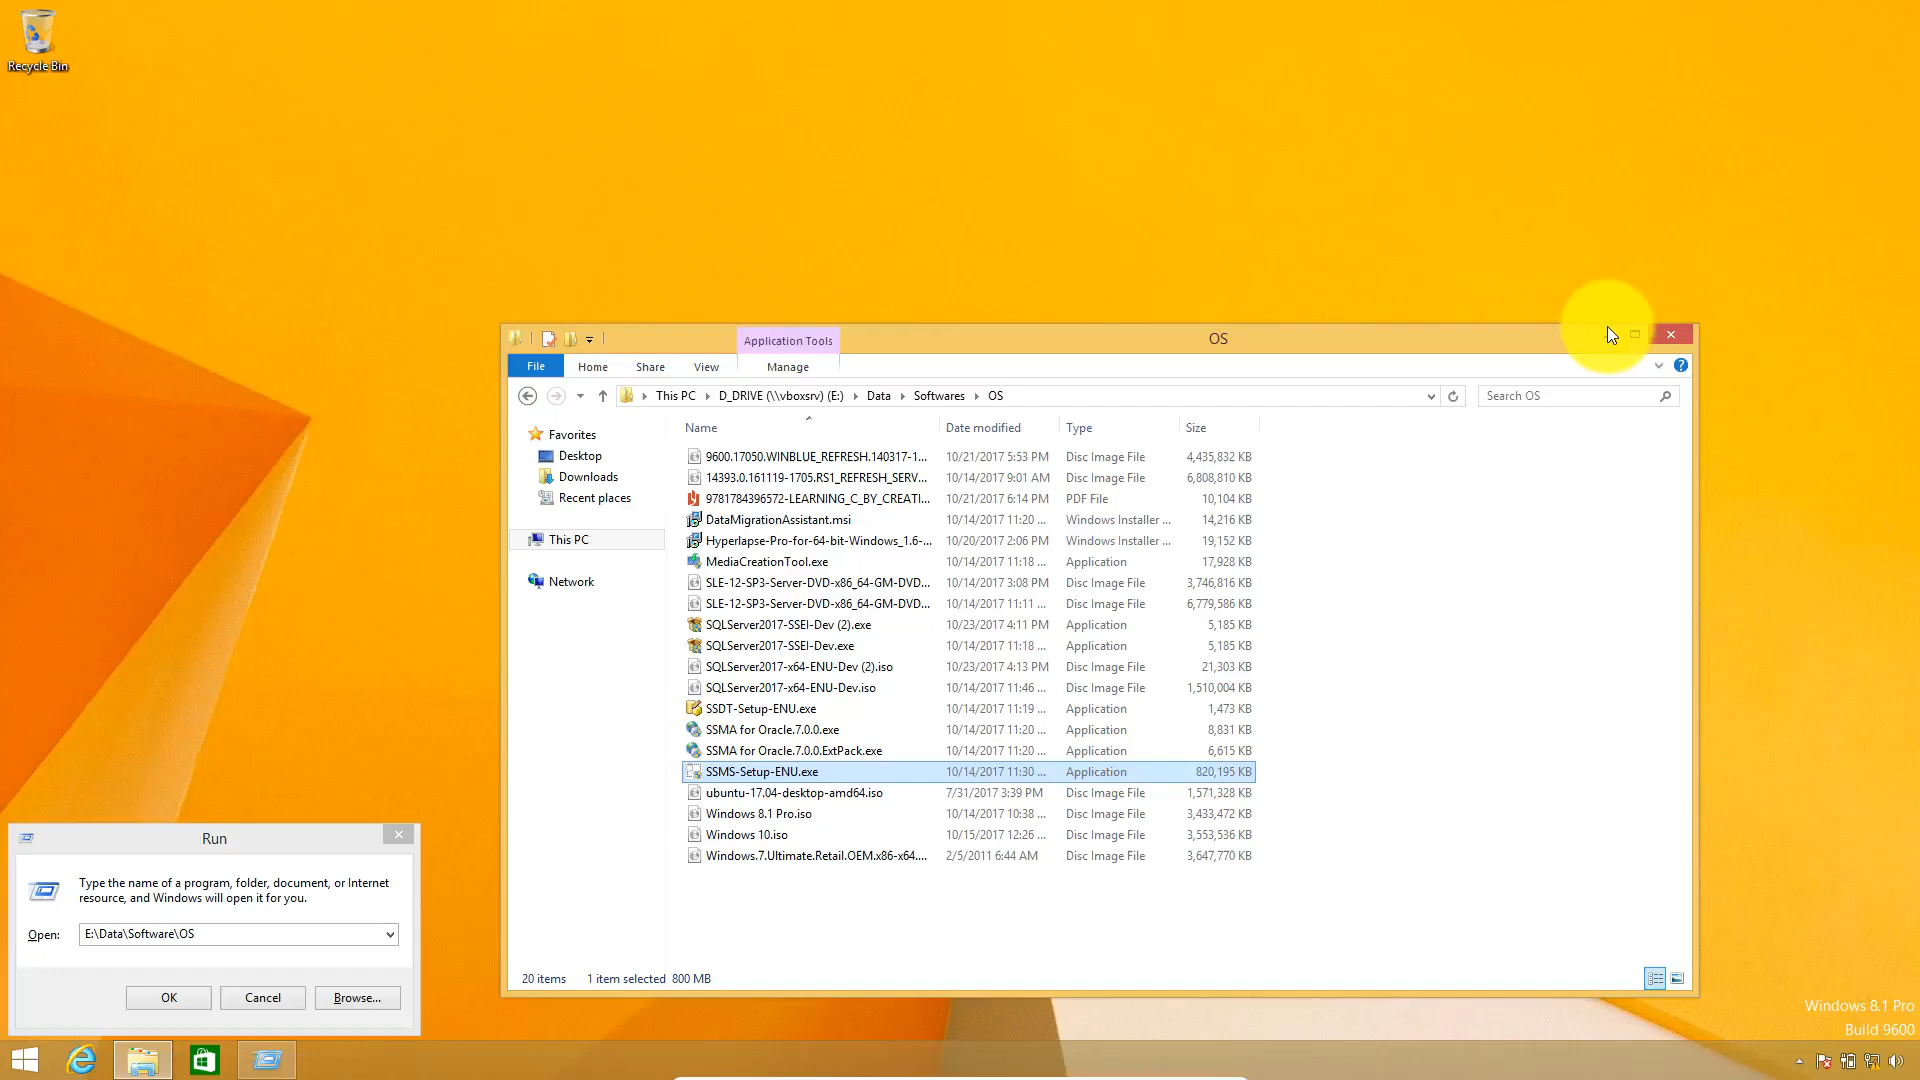 Recycle Bin
Application Tools
OS
File
Home
Share
View
Manage
This PC
D_DRIVE (\\vboxsrv) (E:)
Data
Softwares
OS
Search OS
Favorites
Desktop
Downloads
Recent places
This PC
Network
Name
Date modified
Type
Size
9600.17050.WINBLUE_REFRESH.140317-1...
10/21/2017 5:53 PM
Disc Image File
4,435,832 KB
14393.0.161119-1705.RS1_REFRESH_SERV...
10/14/2017 9:01 AM
Disc Image File
6,808,810 KB
9781784396572-LEARNING_C_BY_CREATI...
10/21/2017 6:14 PM
PDF File
10,104 KB
DataMigrationAssistant.msi
10/14/2017 11:20 ...
Windows Installer ...
14,216 KB
Hyperlapse-Pro-for-64-bit-Windows_1.6-...
10/20/2017 2:06 PM
Windows Installer ...
19,152 KB
MediaCreationTool.exe
10/14/2017 11:18 ...
Application
17,928 KB
SLE-12-SP3-Server-DVD-x86_64-GM-DVD...
10/14/2017 3:08 PM
Disc Image File
3,746,816 KB
SLE-12-SP3-Server-DVD-x86_64-GM-DVD...
10/14/2017 11:11 ...
Disc Image File
6,779,586 KB
SQLServer2017-SSEI-Dev (2).exe
10/23/2017 4:11 PM
Application
5,185 KB
SQLServer2017-SSEI-Dev.exe
10/14/2017 11:18 ...
Application
5,185 KB
SQLServer2017-x64-ENU-Dev (2).iso
10/23/2017 4:13 PM
Disc Image File
21,303 KB
SQLServer2017-x64-ENU-Dev.iso
10/14/2017 11:46 ...
Disc Image File
1,510,004 KB
SSDT-Setup-ENU.exe
10/14/2017 11:19 ...
Application
1,473 KB
SSMA for Oracle.7.0.0.exe
10/14/2017 11:20 ...
Application
8,831 KB
SSMA for Oracle.7.0.0.ExtPack.exe
10/14/2017 11:20 ...
Application
6,615 KB
SSMS-Setup-ENU.exe
10/14/2017 11:30 ...
Application
820,195 KB
ubuntu-17.04-desktop-amd64.iso
7/31/2017 3:39 PM
Disc Image File
1,571,328 KB
Windows 8.1 Pro.iso
10/14/2017 10:38 ...
Disc Image File
3,433,472 KB
Windows 10.iso
10/15/2017 12:26 ...
Disc Image File
3,553,536 KB
Windows.7.Ultimate.Retail.OEM.x86-x64....
2/5/2011 6:44 AM
Disc Image File
3,647,770 KB
20 items
1 item selected 800 MB
Run
Type the name of a program, folder, document, or Internet
resource, and Windows will open it for you.
Open:
E:\Data\Software\OS
OK
Cancel
Browse...
Windows 8.1 Pro
Build 9600